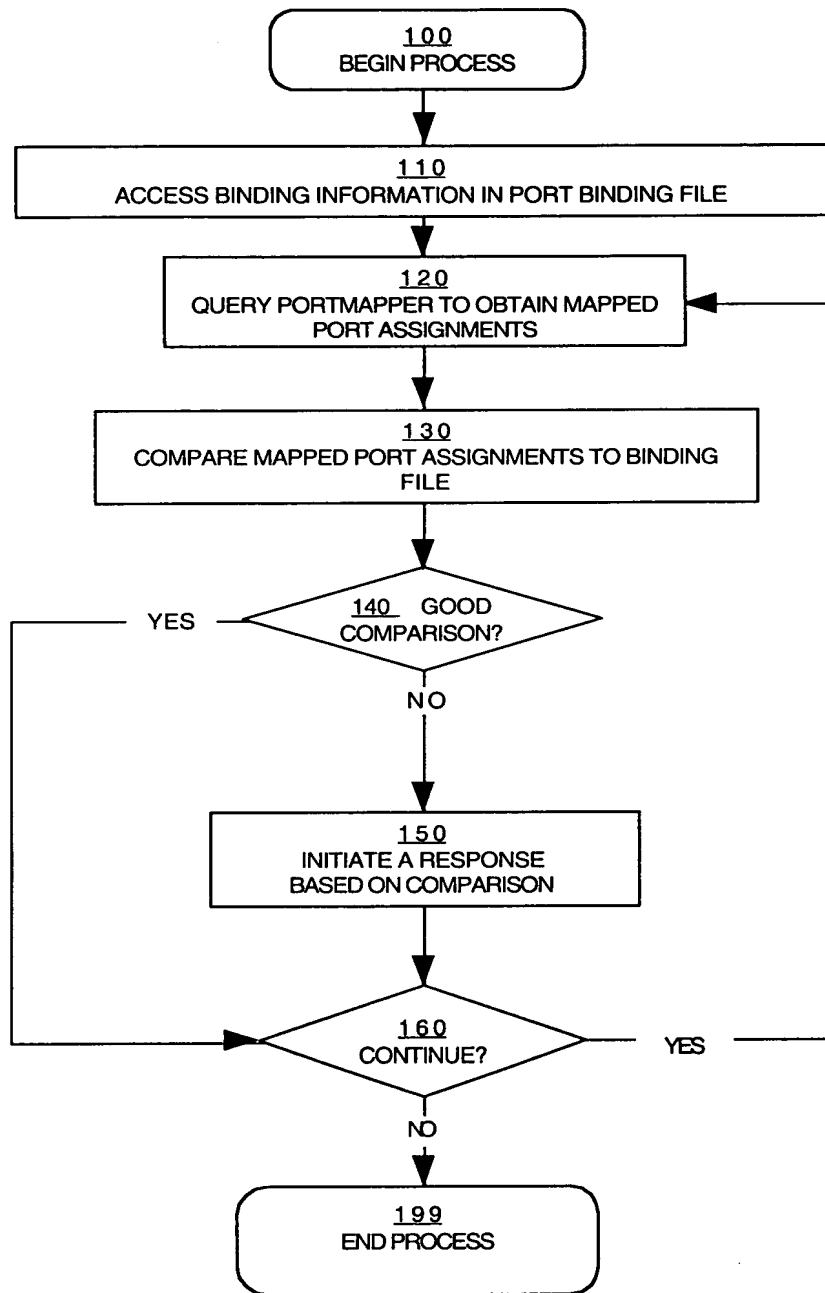 100
BEGIN PROCESS
110
ACCESS BINDING INFORMATION IN PORT BINDING FILE
120
QUERY PORTMAPPER TO OBTAIN MAPPED
PORT ASSIGNMENTS
130
COMPARE MAPPED PORT ASSIGNMENTS TO BINDING
FILE
140 GOOD
COMPARISON?
YES
NO
150
INITIATE A RESPONSE
BASED ON COMPARISON
160
CONTINUE?
YES
NO
199
END PROCESS